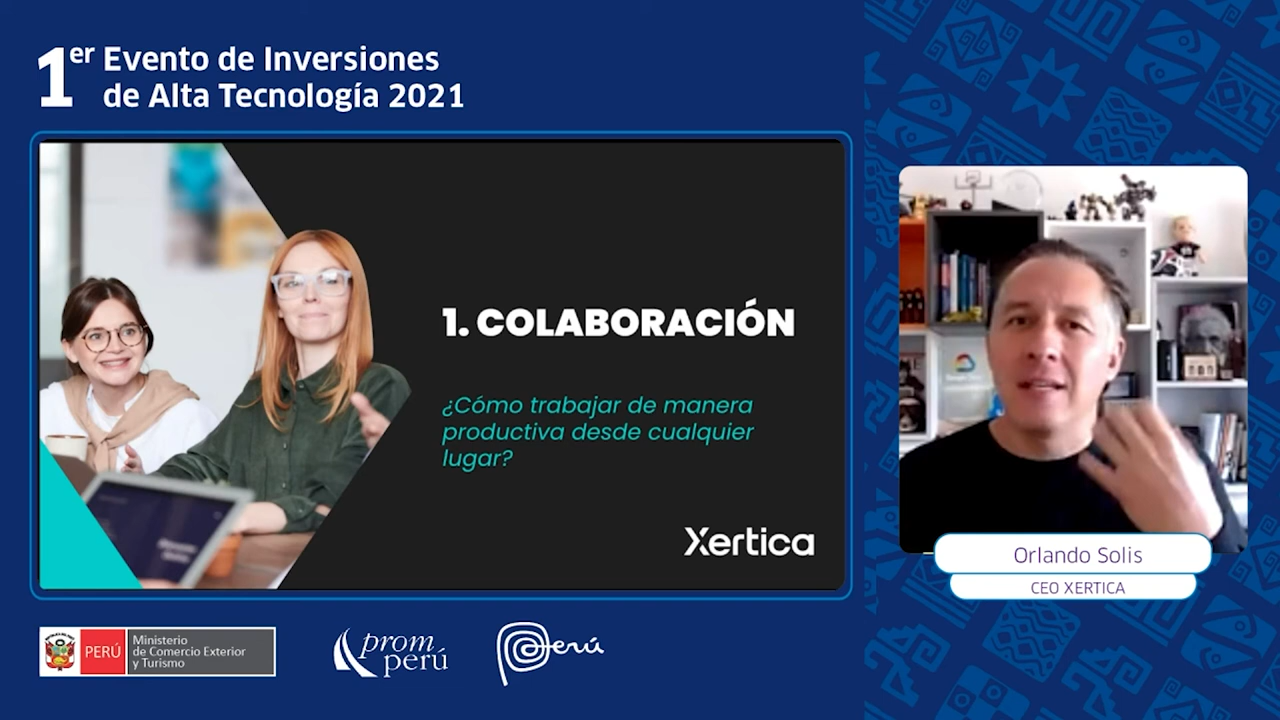 1er Evento de Inversiones
de Alta Tecnología 2021
1. COLABORACIÓN
¿Cómo trabajar de manera
productiva desde cualquier
lugar?
Xertica
Orlando Solis
CEO XERTICA
PERÚ
Ministerio
de Comercio Exterior
y Turismo
prom
perú
Perú